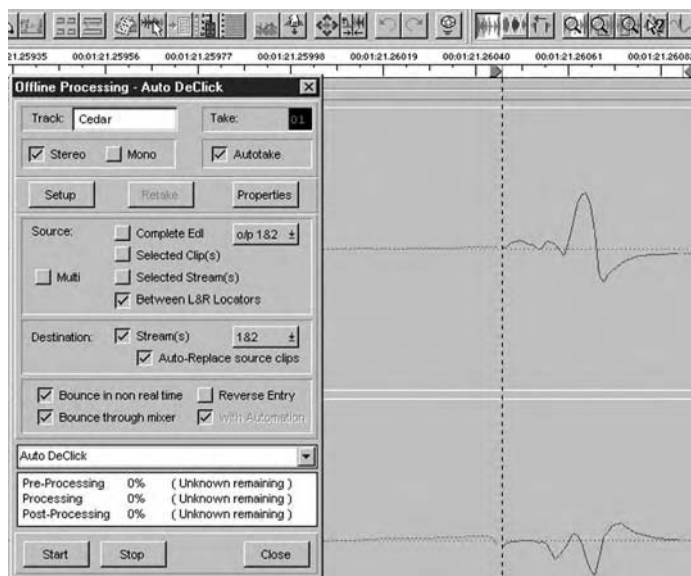 21.25935 00:01:21.25956 00:01:21.25977 00:01:21.25998 00:01:21.26019 00:01:21.26040 00:01:21.26061 00:01:21.26082
Offline Processing - Auto DeClick
Track: Cedar Take: 01
Stereo Mono Autotake
Setup Retake Properties
Source: Complete Edl o/p 1&2
Selected Clip(s)
Multi Selected Stream(s)
Between L&R Locators
Destination: Stream(s) 1&2
Auto-Replace source clips
Bounce in non real time Reverse Entry
Bounce through mixer with Automation
Auto DeClick
Pre-Processing 0% ( Unknown remaining )
Processing 0% ( Unknown remaining )
Post-Processing 0% ( Unknown remaining )
Start Stop Close